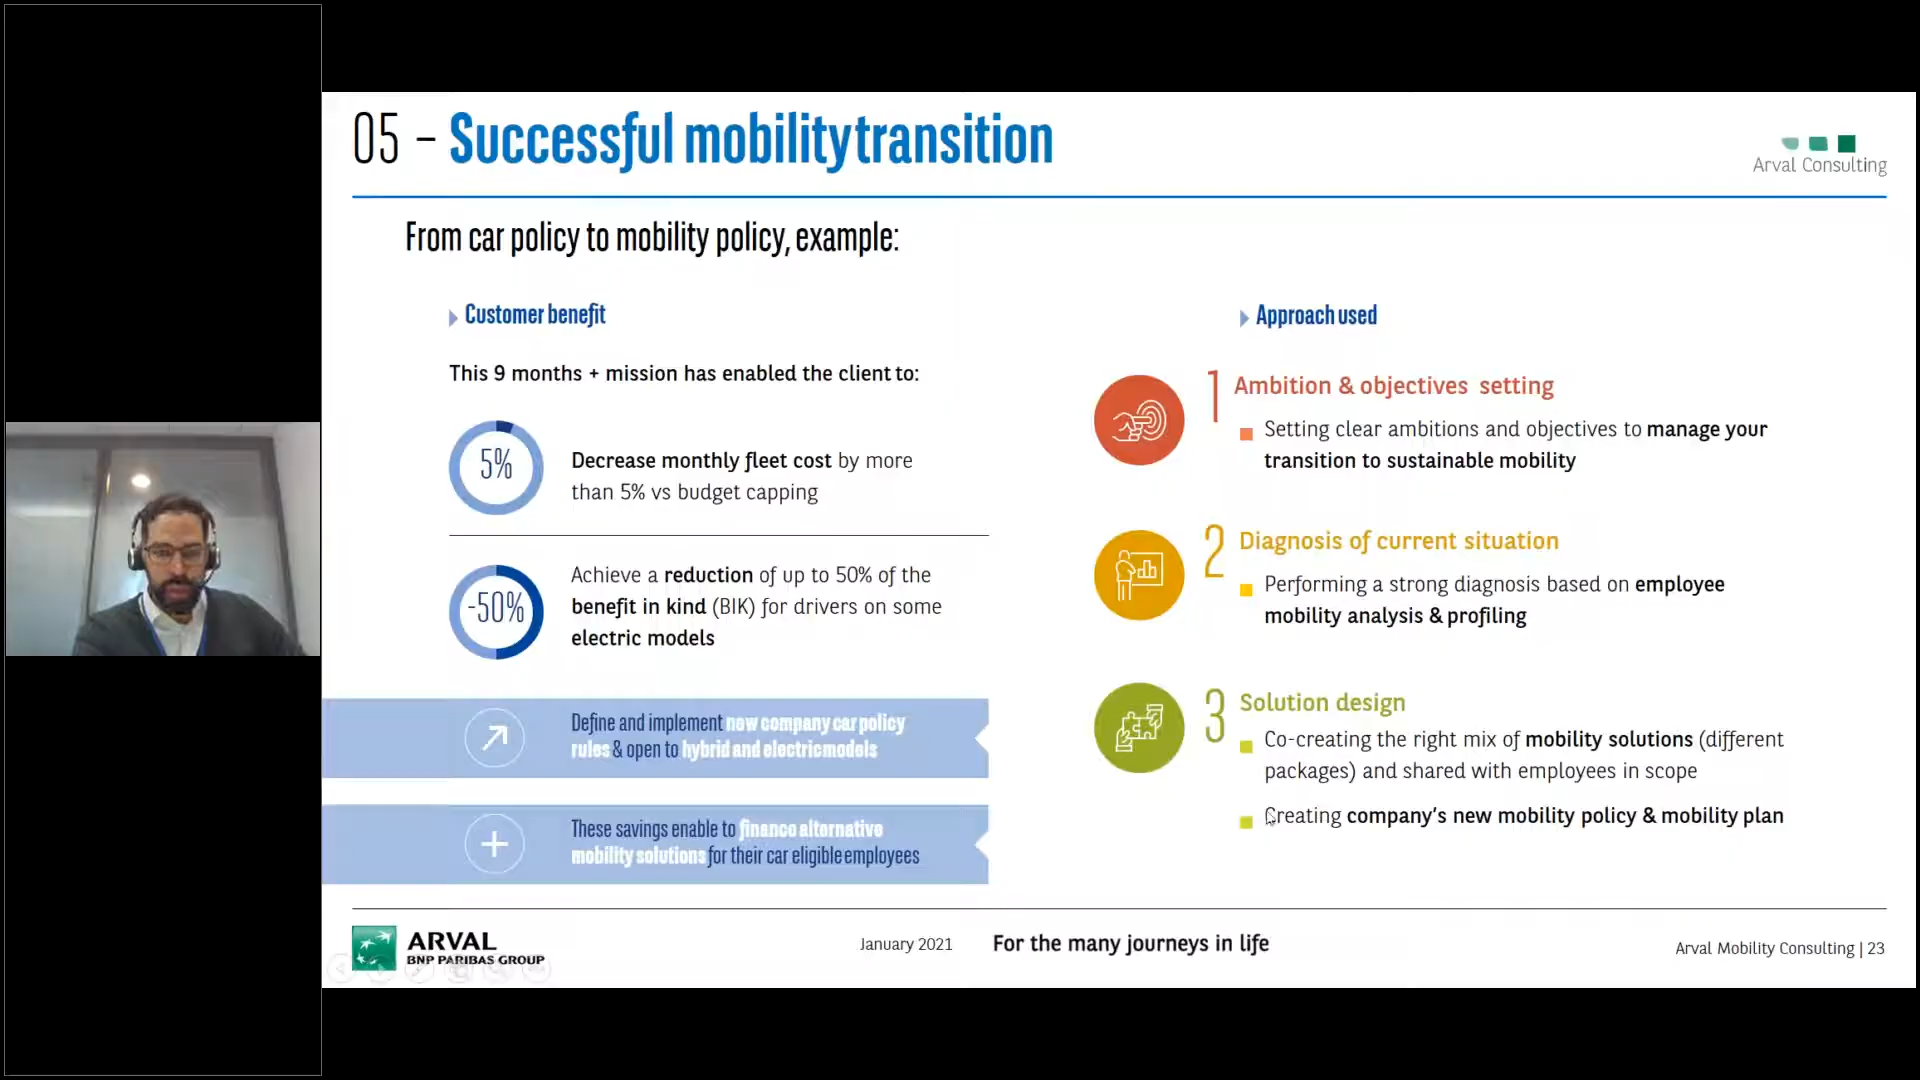 05 – Successful mobility transition
Arval Consulting
From car policy to mobility policy, example:
Customer benefit
This 9 months + mission has enabled the client to:
5%
Decrease monthly fleet cost by more
than 5% vs budget capping
-50%
Achieve a reduction of up to 50% of the
benefit in kind (BIK) for drivers on some
electric models
Define and implement new company car policy
rules & open to hybrid and electric models
These savings enable to finance alternative
mobility solutions for their car eligible employees
Approach used
1 Ambition & objectives setting
Setting clear ambitions and objectives to manage your
transition to sustainable mobility
2 Diagnosis of current situation
Performing a strong diagnosis based on employee
mobility analysis & profiling
3 Solution design
Co-creating the right mix of mobility solutions (different
packages) and shared with employees in scope
Creating company's new mobility policy & mobility plan
ARVAL
BNP PARIBAS GROUP
January 2021
For the many journeys in life
Arval Mobility Consulting | 23